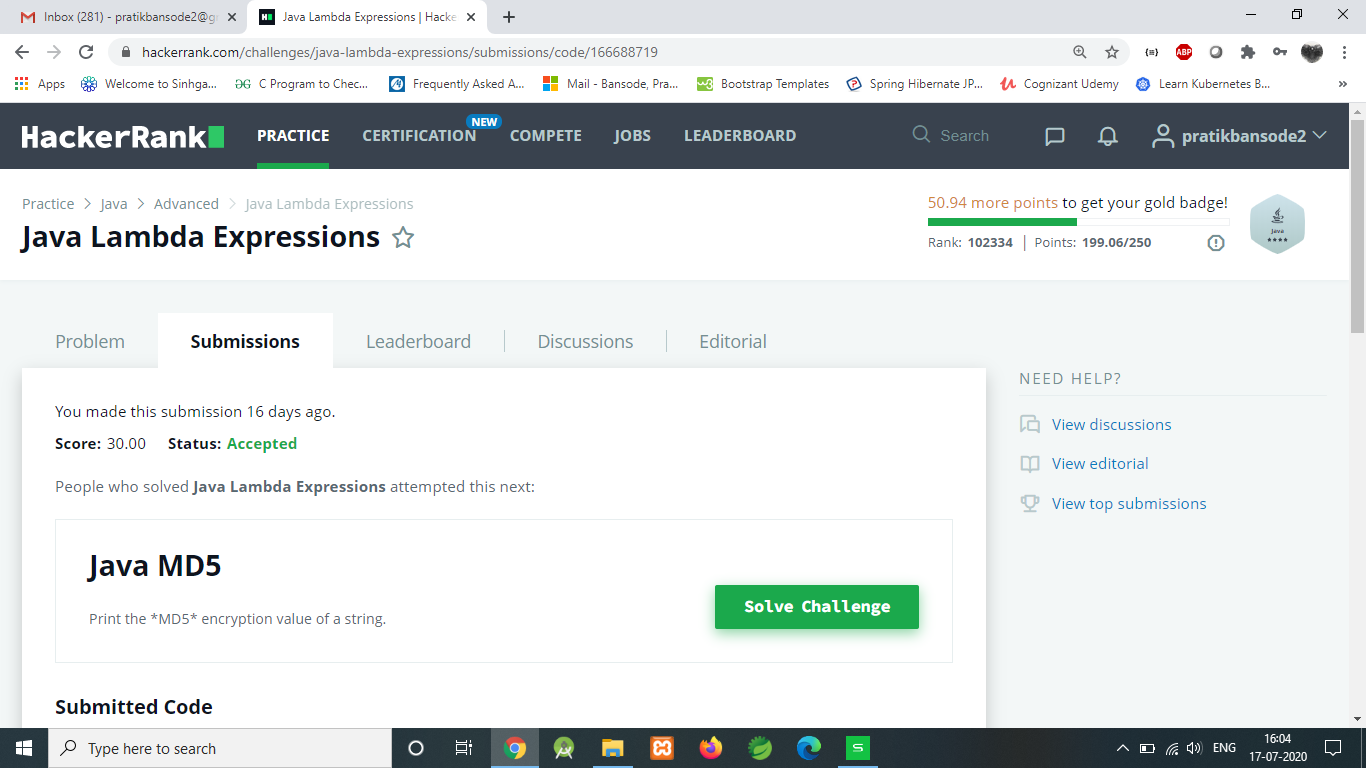 Inbox (281) - pratikbansode2@g
Java Lambda Expressions | Hacke
hackerrank.com/challenges/java-lambda-expressions/submissions/code/166688719
ABP
Apps
Welcome to Sinhga...
C Program to Chec...
Frequently Asked A...
Mail - Bansode, Pra...
Bootstrap Templates
Spring Hibernate JP...
Cognizant Udemy
Learn Kubernetes B...
HackerRank
PRACTICE
CERTIFICATION
NEW
COMPETE
JOBS
LEADERBOARD
Search
pratikbansode2
Practice > Java > Advanced > Java Lambda Expressions
Java Lambda Expressions
50.94 more points to get your gold badge!
Rank: 102334 | Points: 199.06/250
Java
Problem
Submissions
Leaderboard
Discussions
Editorial
You made this submission 16 days ago.
Score: 30.00 Status: Accepted
People who solved Java Lambda Expressions attempted this next:
Java MD5
Print the *MD5* encryption value of a string.
Solve Challenge
Submitted Code
NEED HELP?
View discussions
View editorial
View top submissions
Type here to search
ENG
16:04
17-07-2020